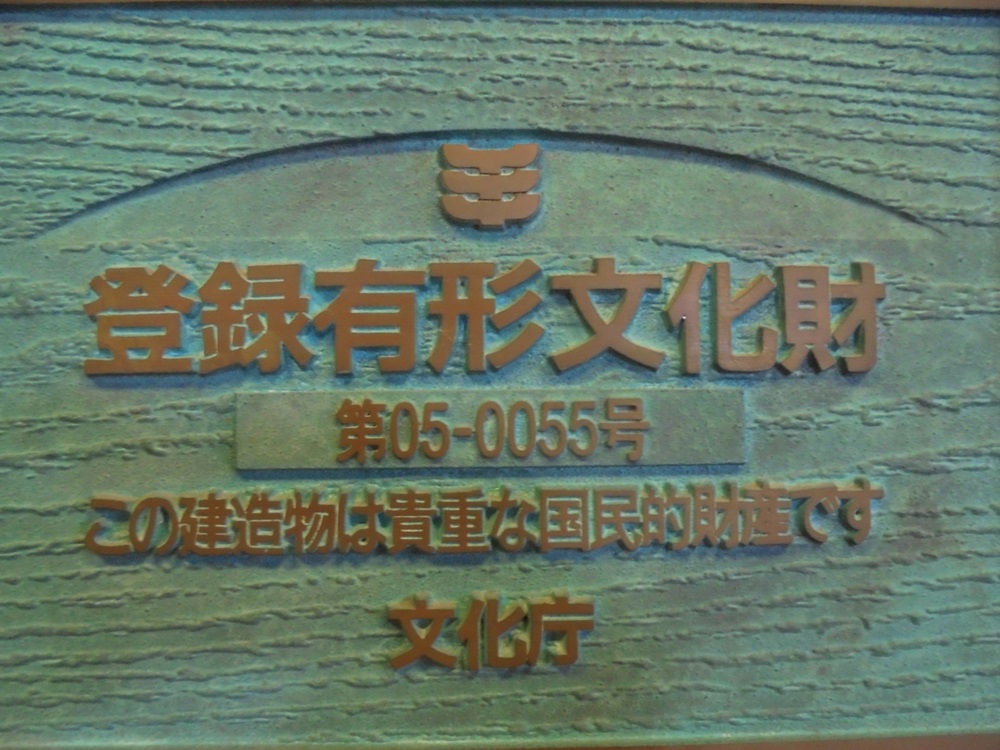 登録有形文化財
第05-0055号
この建造物は貴重な国民的財産です
文化庁